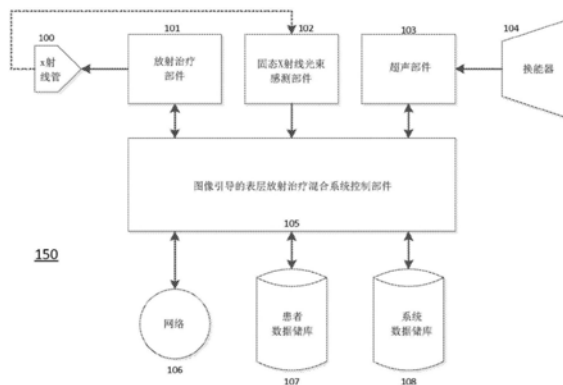 100
x射
线管
101
放射治疗
部件
102
固态X射线光束
感测部件
103
超声部件
104
换能器
图像引导的表层放射治疗混合系统控制部件
105
150
网络
106
患者
数据储库
107
系统
数据储库
108